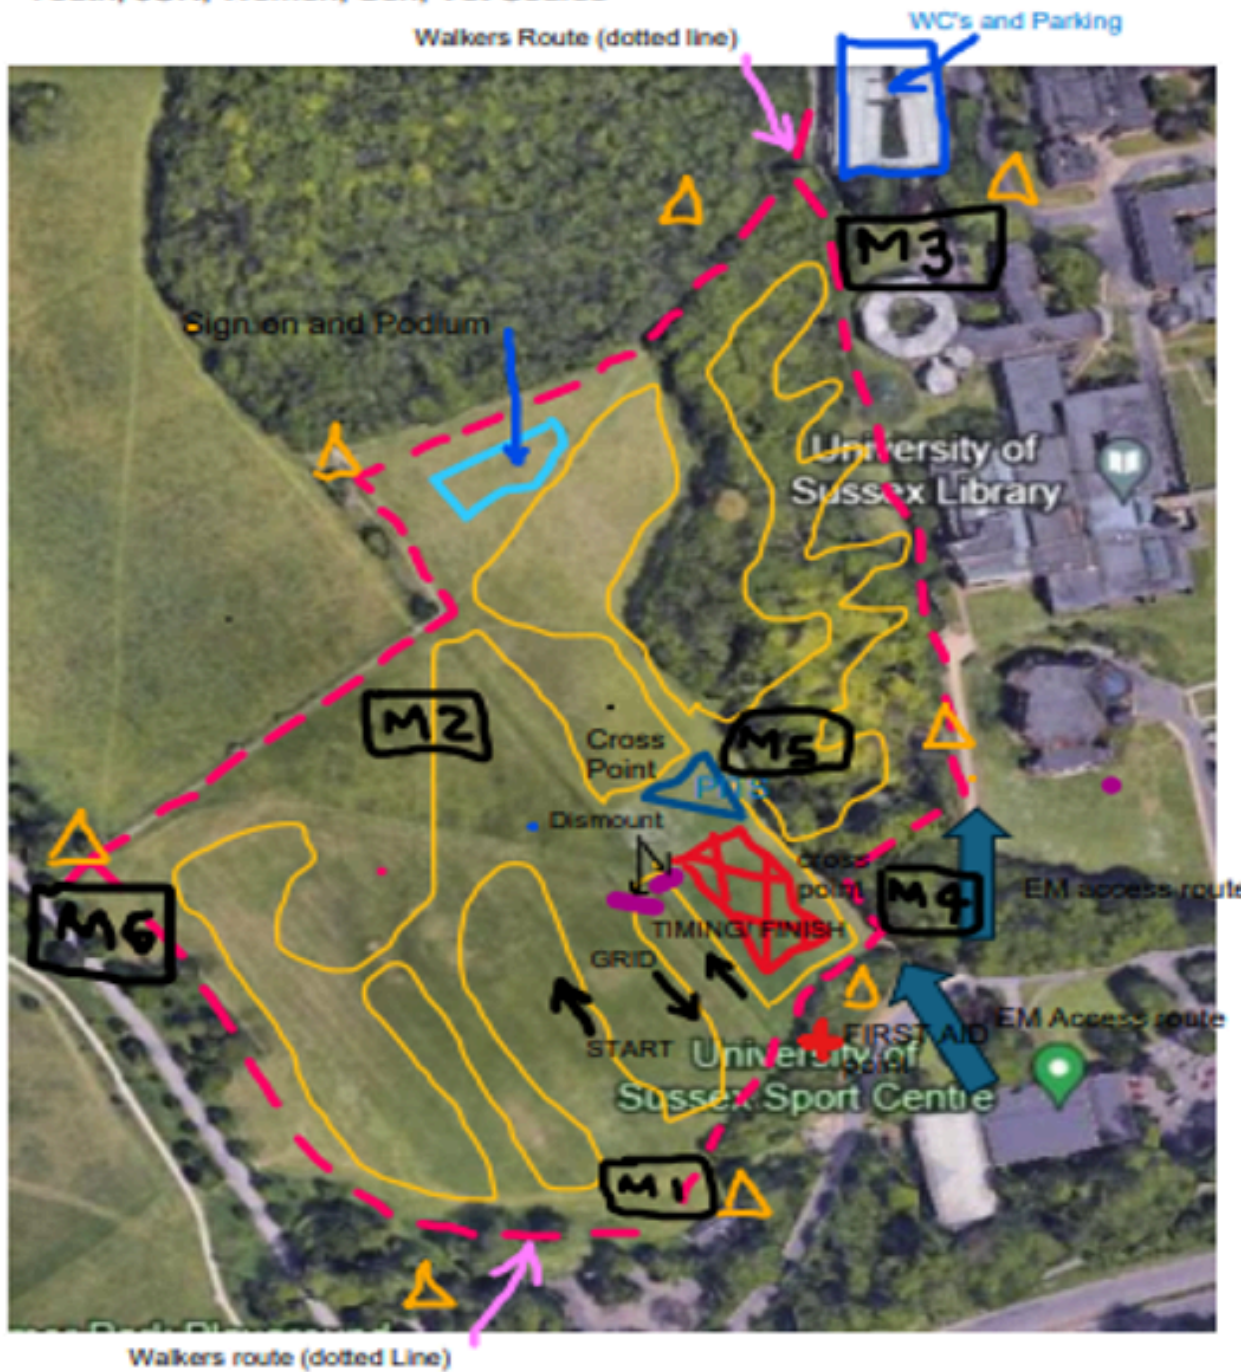 Walkers Route (dotted line)
WC's and Parking
M3
Sign on and Podium
University of
Sussex Library
M2
Cross
Point
M5
Dismount
cross
point
M4
EM access route
M6
TIMING/ FINISH
GRID
START
FIRST AID
point
EM Access route
University of
Sussex Sport Centre
M1
Walkers route (dotted Line)